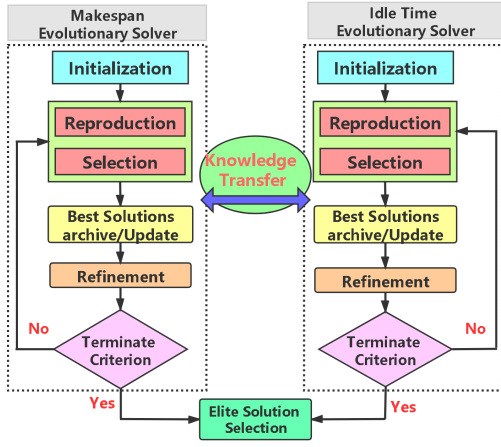 Makespan
Evolutionary Solver
Initialization
Reproduction
Selection
Best Solutions
archive/Update
Refinement
Terminate
Criterion
No
Yes
Knowledge
Transfer
Idle Time
Evolutionary Solver
Initialization
Reproduction
Selection
Best Solutions
archive/Update
Refinement
Terminate
Criterion
No
Yes
Elite Solution
Selection